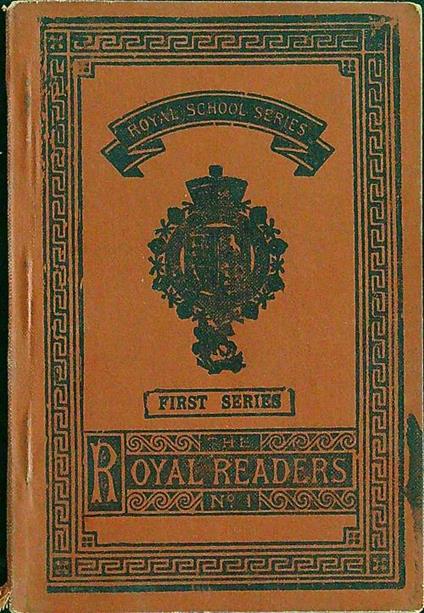 ROYAL SCHOOL SERIES
FIRST SERIES
THE
ROYAL READERS
No. 1